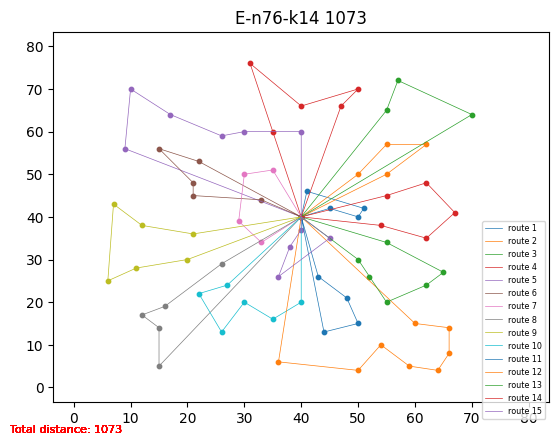 E-n76-k14 1073
80
70
60
50
40
30
20
10
0
0 10 20 30 40 50 60 70 80
route 1
route 2
route 3
route 4
route 5
route 6
route 7
route 8
route 9
route 10
route 11
route 12
route 13
route 14
route 15
Total distance: 1073